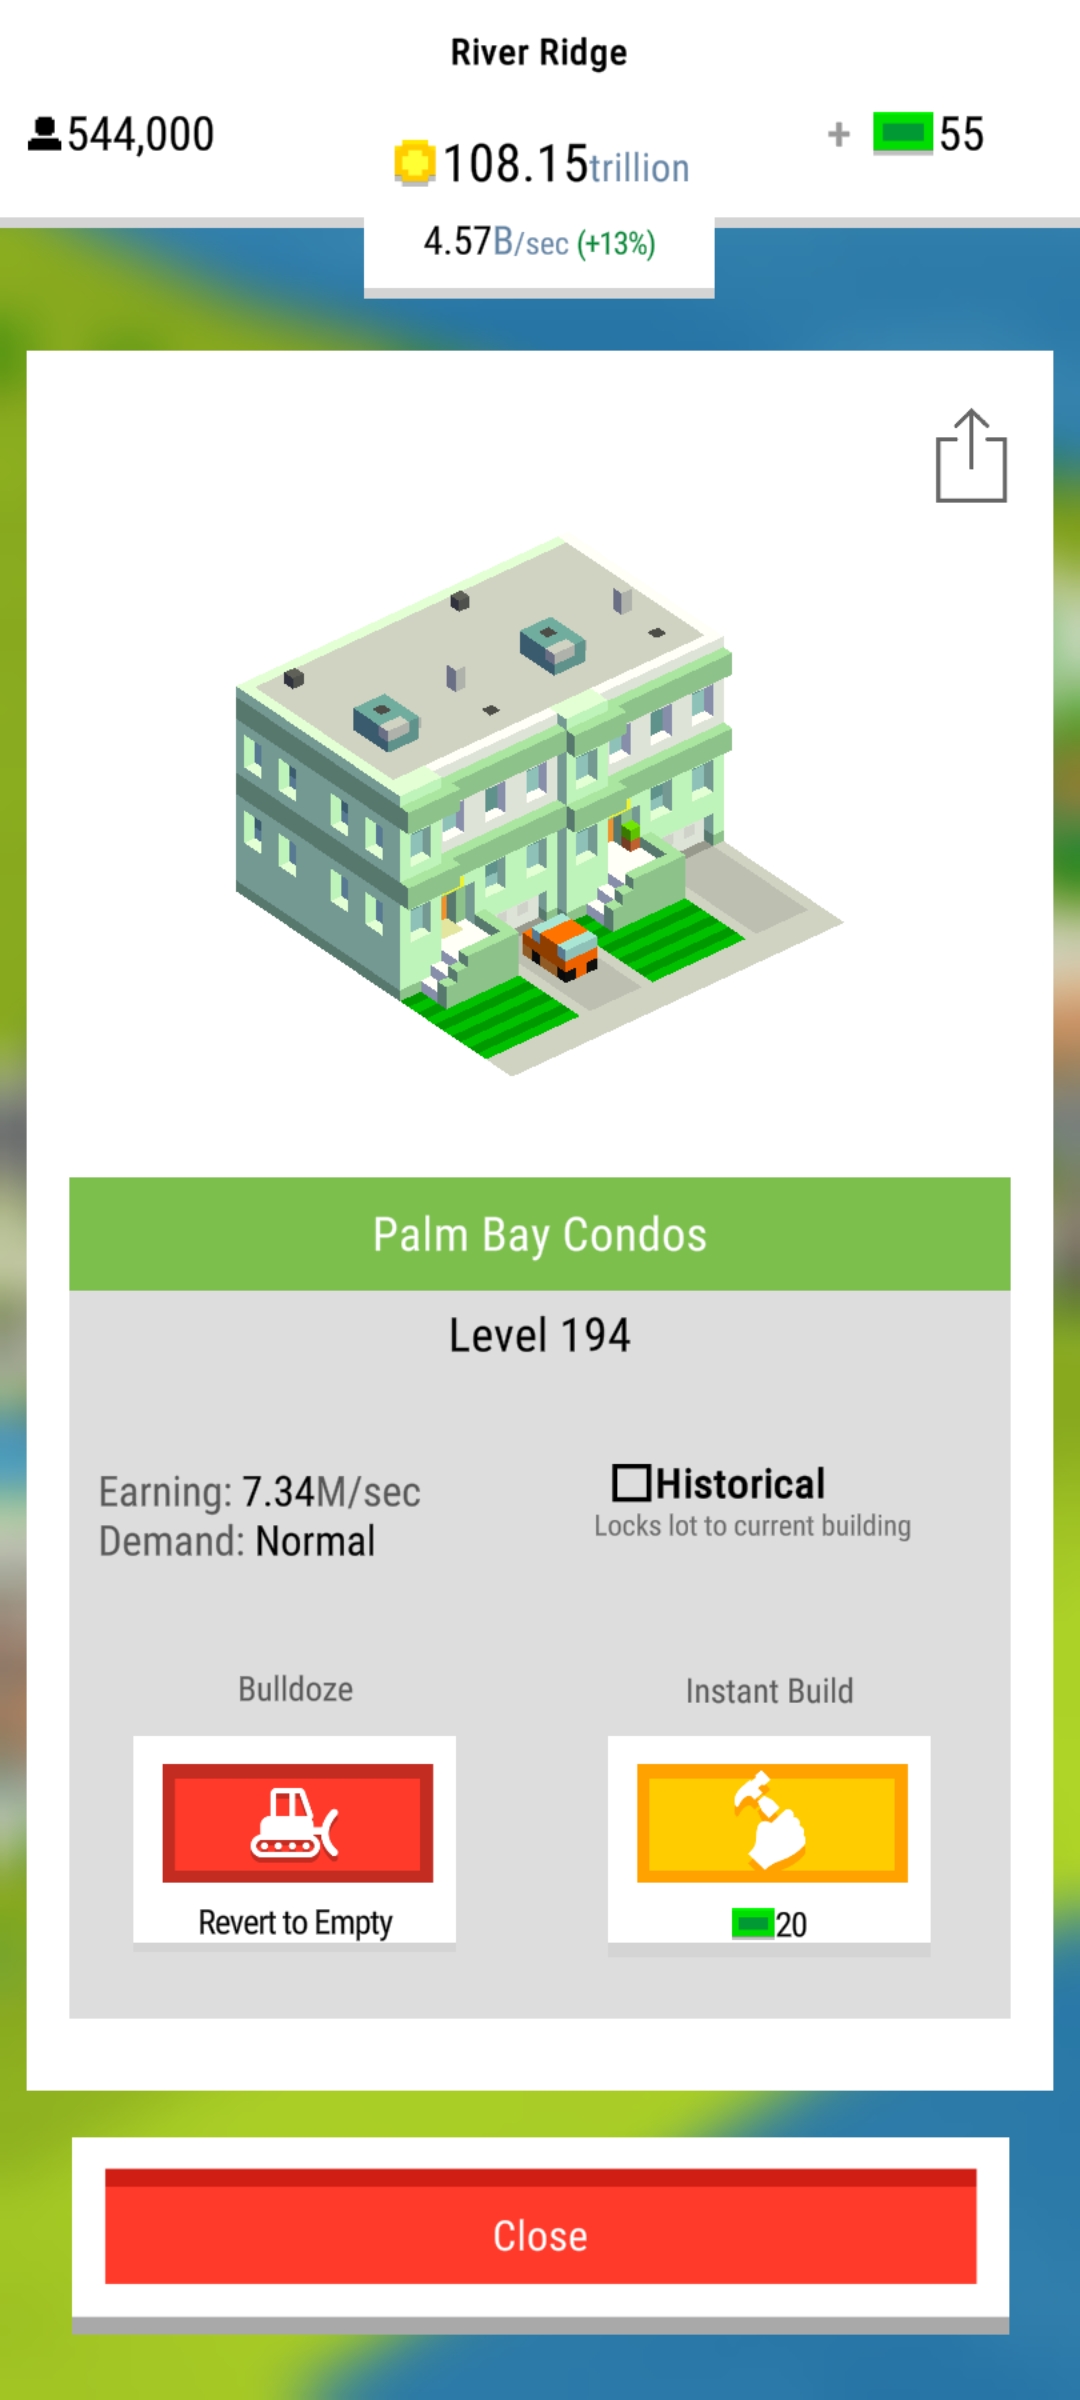 River Ridge
544,000
108.15trillion
+ 55
4.57B/sec (+13%)
Palm Bay Condos
Level 194
Earning: 7.34M/sec
Demand: Normal
Historical
Locks lot to current building
Bulldoze
Instant Build
Revert to Empty
20
Close